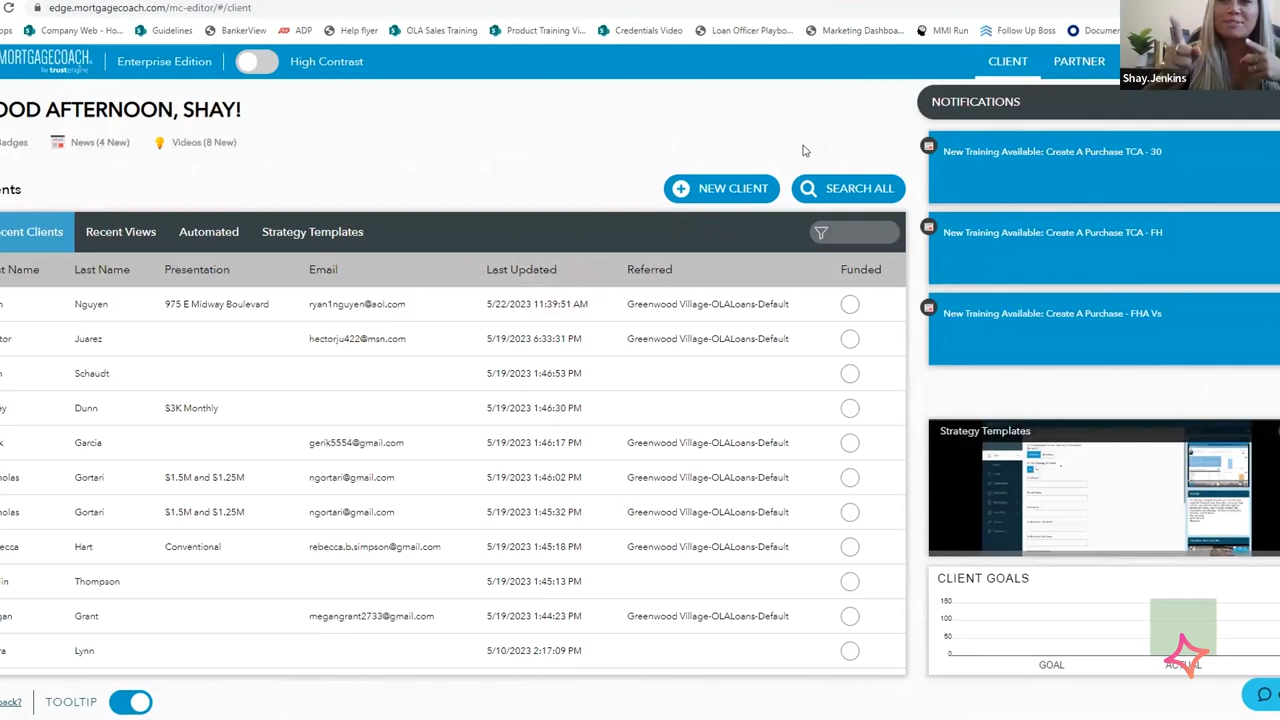 edge.mortgagecoach.com/mc-editor/#/client
Company Web - Ho... Guidelines BankerView ADP Help flyer OLA Sales Training Product Training Vi... Credentials Video Loan Officer Playbo... Marketing Dashboa... MMI Run Follow Up Boss Documen
MORTGAGECOACH
by trustengine
Enterprise Edition
High Contrast
CLIENT
PARTNER
Shay.Jenkins
OOD AFTERNOON, SHAY!
adges
News (4 New)
Videos (8 New)
ents
NEW CLIENT
SEARCH ALL
ecent Clients Recent Views Automated Strategy Templates
st Name Last Name Presentation Email Last Updated Referred Funded
n Nguyen 975 E Midway Boulevard ryan1nguyen@aol.com 5/22/2023 11:39:51 AM Greenwood Village-OLALoans-Default
tor Juarez hectorju422@msn.com 5/19/2023 6:33:31 PM Greenwood Village-OLALoans-Default
n Schaudt 5/19/2023 1:46:53 PM
ey Dunn $3K Monthly 5/19/2023 1:46:30 PM
k Garcia gerik5554@gmail.com 5/19/2023 1:46:17 PM Greenwood Village-OLALoans-Default
olas Gortari $1.5M and $1.25M ngortari@gmail.com 5/19/2023 1:46:02 PM Greenwood Village-OLALoans-Default
olas Gortari $1.5M and $1.25M ngortari@gmail.com 5/19/2023 1:45:32 PM Greenwood Village-OLALoans-Default
ecca Hart Conventional rebecca.b.simpson@gmail.com 5/19/2023 1:45:18 PM Greenwood Village-OLALoans-Default
lin Thompson 5/19/2023 1:45:13 PM
gan Grant megangrant2733@gmail.com 5/19/2023 1:44:23 PM Greenwood Village-OLALoans-Default
ra Lynn 5/10/2023 2:17:09 PM
back?
TOOLTIP
NOTIFICATIONS
New Training Available: Create A Purchase TCA - 30
New Training Available: Create A Purchase TCA - FH
New Training Available: Create A Purchase - FHA Vs
Strategy Templates
CLIENT GOALS
150
100
50
0
GOAL
ACTUAL